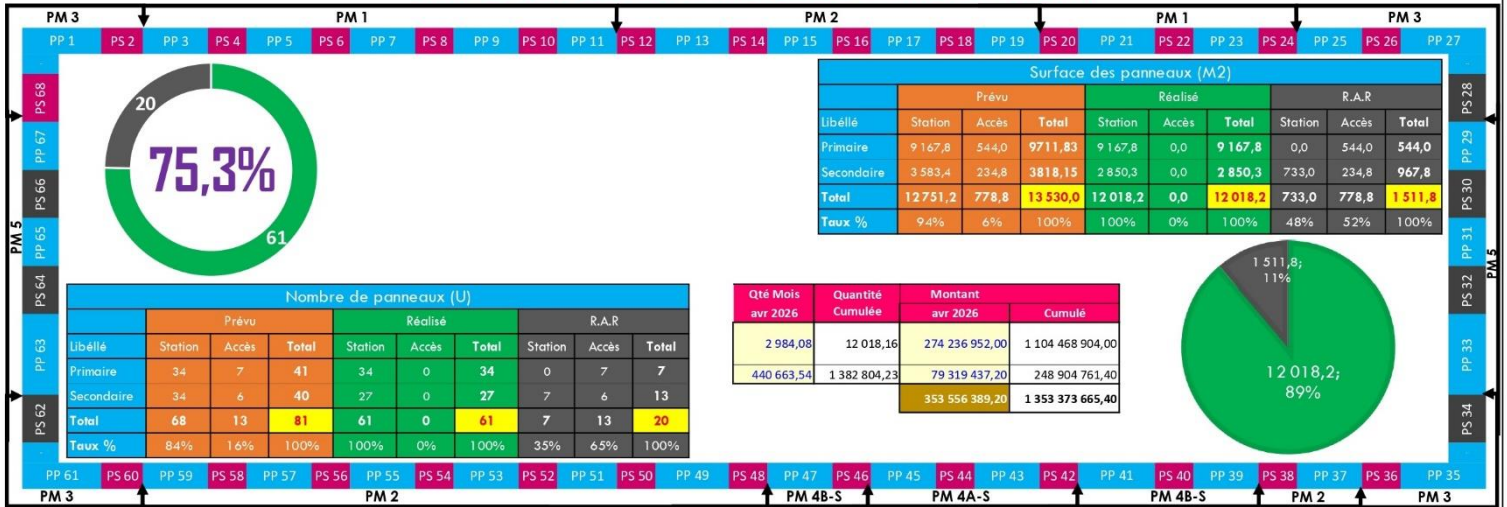 PM 3 PM 1 PM 2 PM 1 PM 3
PP 1 PS 2 PP 3 PS 4 PP 5 PS 6 PP 7 PS 8 PP 9 PS 10 PP 11 PS 12 PP 13 PS 14 PP 15 PS 16 PP 17 PS 18 PP 19 PS 20 PP 21 PS 22 PP 23 PS 24 PP 25 PS 26 PP 27
PS 68
PP 67
PS 66
PP 65
PS 64
PP 63
PS 62
PM 5
20
75,3%
61
Surface des panneaux (M2)
Prévu Réalisé R.A.R
Libéllé Station Accès Total Station Accès Total Station Accès Total
Primaire 9 167,8 544,0 9711,83 9 167,8 0,0 9 167,8 0,0 544,0 544,0
Secondaire 3 583,4 234,8 3818,15 2 850,3 0,0 2 850,3 733,0 234,8 967,8
Total 12 751,2 778,8 13 530,0 12 018,2 0,0 12 018,2 733,0 778,8 1 511,8
Taux % 94% 6% 100% 100% 0% 100% 48% 52% 100%
PS 28
PP 29
PS 30
PP 31
PS 32
PP 33
PS 34
PM 5
Nombre de panneaux (U)
Prévu Réalisé R.A.R
Libéllé Station Accès Total Station Accès Total Station Accès Total
Primaire 34 7 41 34 0 34 0 7 7
Secondaire 34 6 40 27 0 27 7 6 13
Total 68 13 81 61 0 61 7 13 20
Taux % 84% 16% 100% 100% 0% 100% 35% 65% 100%
Qté Mois Quantité Montant
avr 2026 Cumulée avr 2026 Cumulé
2 984,08 12 018,16 274 236 952,00 1 104 468 904,00
440 663,54 1 382 804,23 79 319 437,20 248 904 761,40
353 556 389,20 1 353 373 665,40
1 511,8;
11%
12 018,2;
89%
PP 61 PS 60 PP 59 PS 58 PP 57 PS 56 PP 55 PS 54 PP 53 PS 52 PP 51 PS 50 PP 49 PS 48 PP 47 PS 46 PP 45 PS 44 PP 43 PS 42 PP 41 PS 40 PP 39 PS 38 PP 37 PS 36 PP 35
PM 3 PM 2 PM 4B-S PM 4A-S PM 4B-S PM 2 PM 3